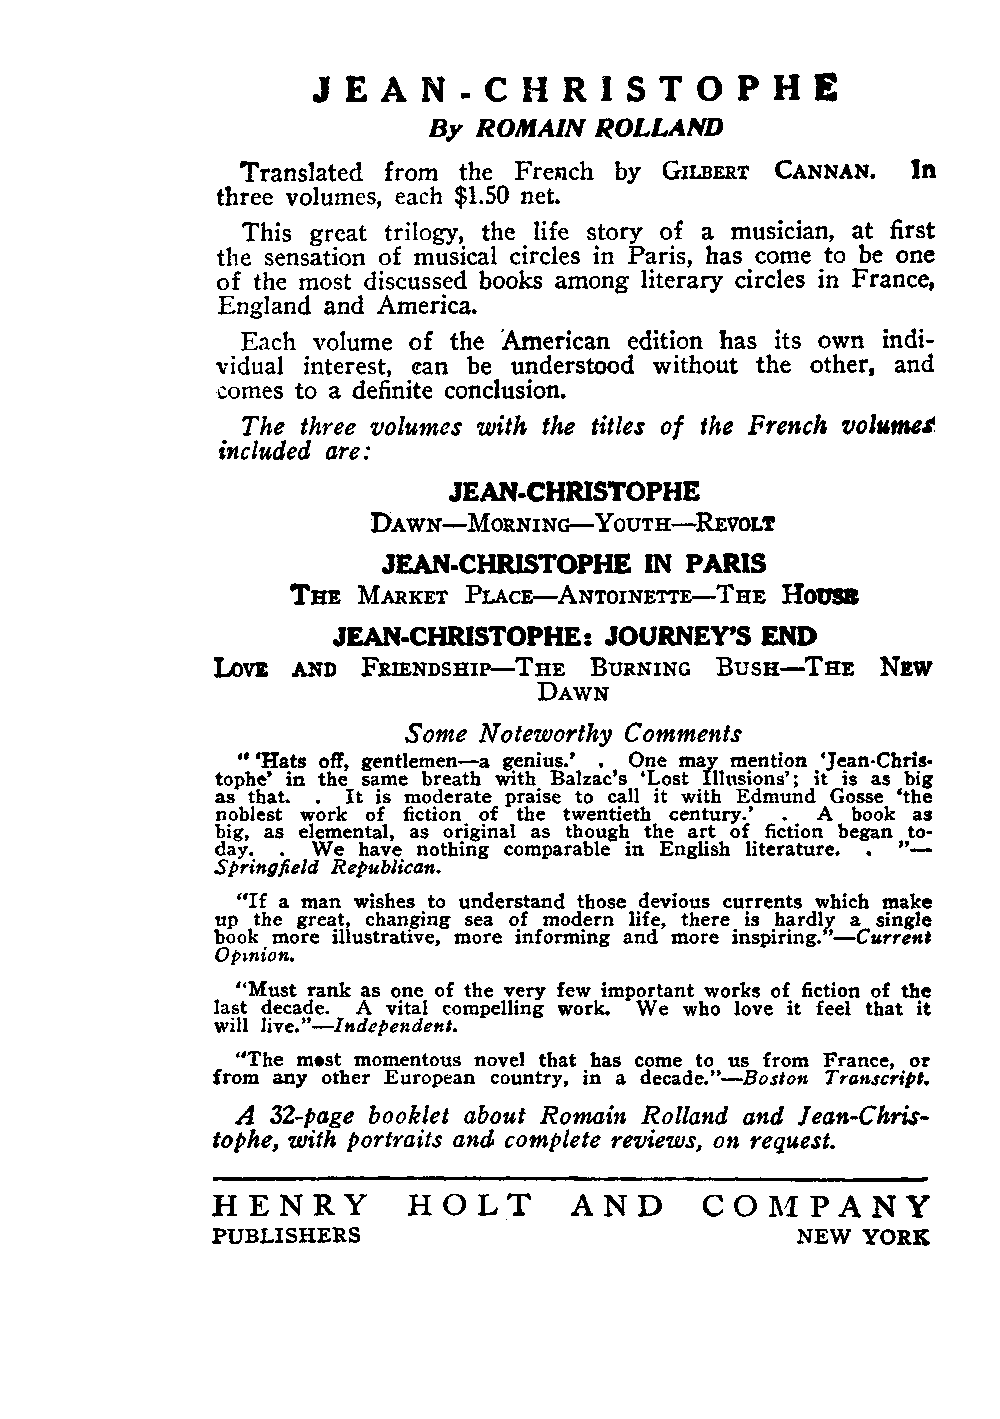 JEAN-CHRISTOPHE
By ROMAIN ROLLAND
Translated from the French by GILBERT CANNAN. In
three volumes, each $1.50 net.
This great trilogy, the life story of a musician, at first
the sensation of musical circles in Paris, has come to be one
of the most discussed books among literary circles in France,
England and America.
Each volume of the American edition has its own indi-
vidual interest, can be understood without the other, and
comes to a definite conclusion.
The three volumes with the titles of the French volumes
included are:
JEAN-CHRISTOPHE
DAWN—MORNING—YOUTH—REVOLT
JEAN-CHRISTOPHE IN PARIS
THE MARKET PLACE—ANTOINETTE—THE HOUSE
JEAN-CHRISTOPHE: JOURNEY'S END
LOVE AND FRIENDSHIP—THE BURNING BUSH—THE NEW
DAWN
Some Noteworthy Comments
" 'Hats off, gentlemen—a genius.' . One may mention 'Jean-Chris-
tophe' in the same breath with Balzac's 'Lost Illusions'; it is as big
as that. . It is moderate praise to call it with Edmund Gosse 'the
noblest work of fiction of the twentieth century.' . . A book as
big, as elemental, as original as though the art of fiction began to-
day. . We have nothing comparable in English literature. . "—
Springfield Republican.
"If a man wishes to understand those devious currents which make
up the great, changing sea of modern life, there is hardly a single
book more illustrative, more informing and more inspiring."—Current
Opinion.
"Must rank as one of the very few important works of fiction of the
last decade. A vital compelling work. We who love it feel that it
will live."—Independent.
"The most momentous novel that has come to us from France, or
from any other European country, in a decade."—Boston Transcript.
A 32-page booklet about Romain Rolland and Jean-Chris-
tophe, with portraits and complete reviews, on request.
HENRY HOLT AND COMPANY
PUBLISHERS NEW YORK